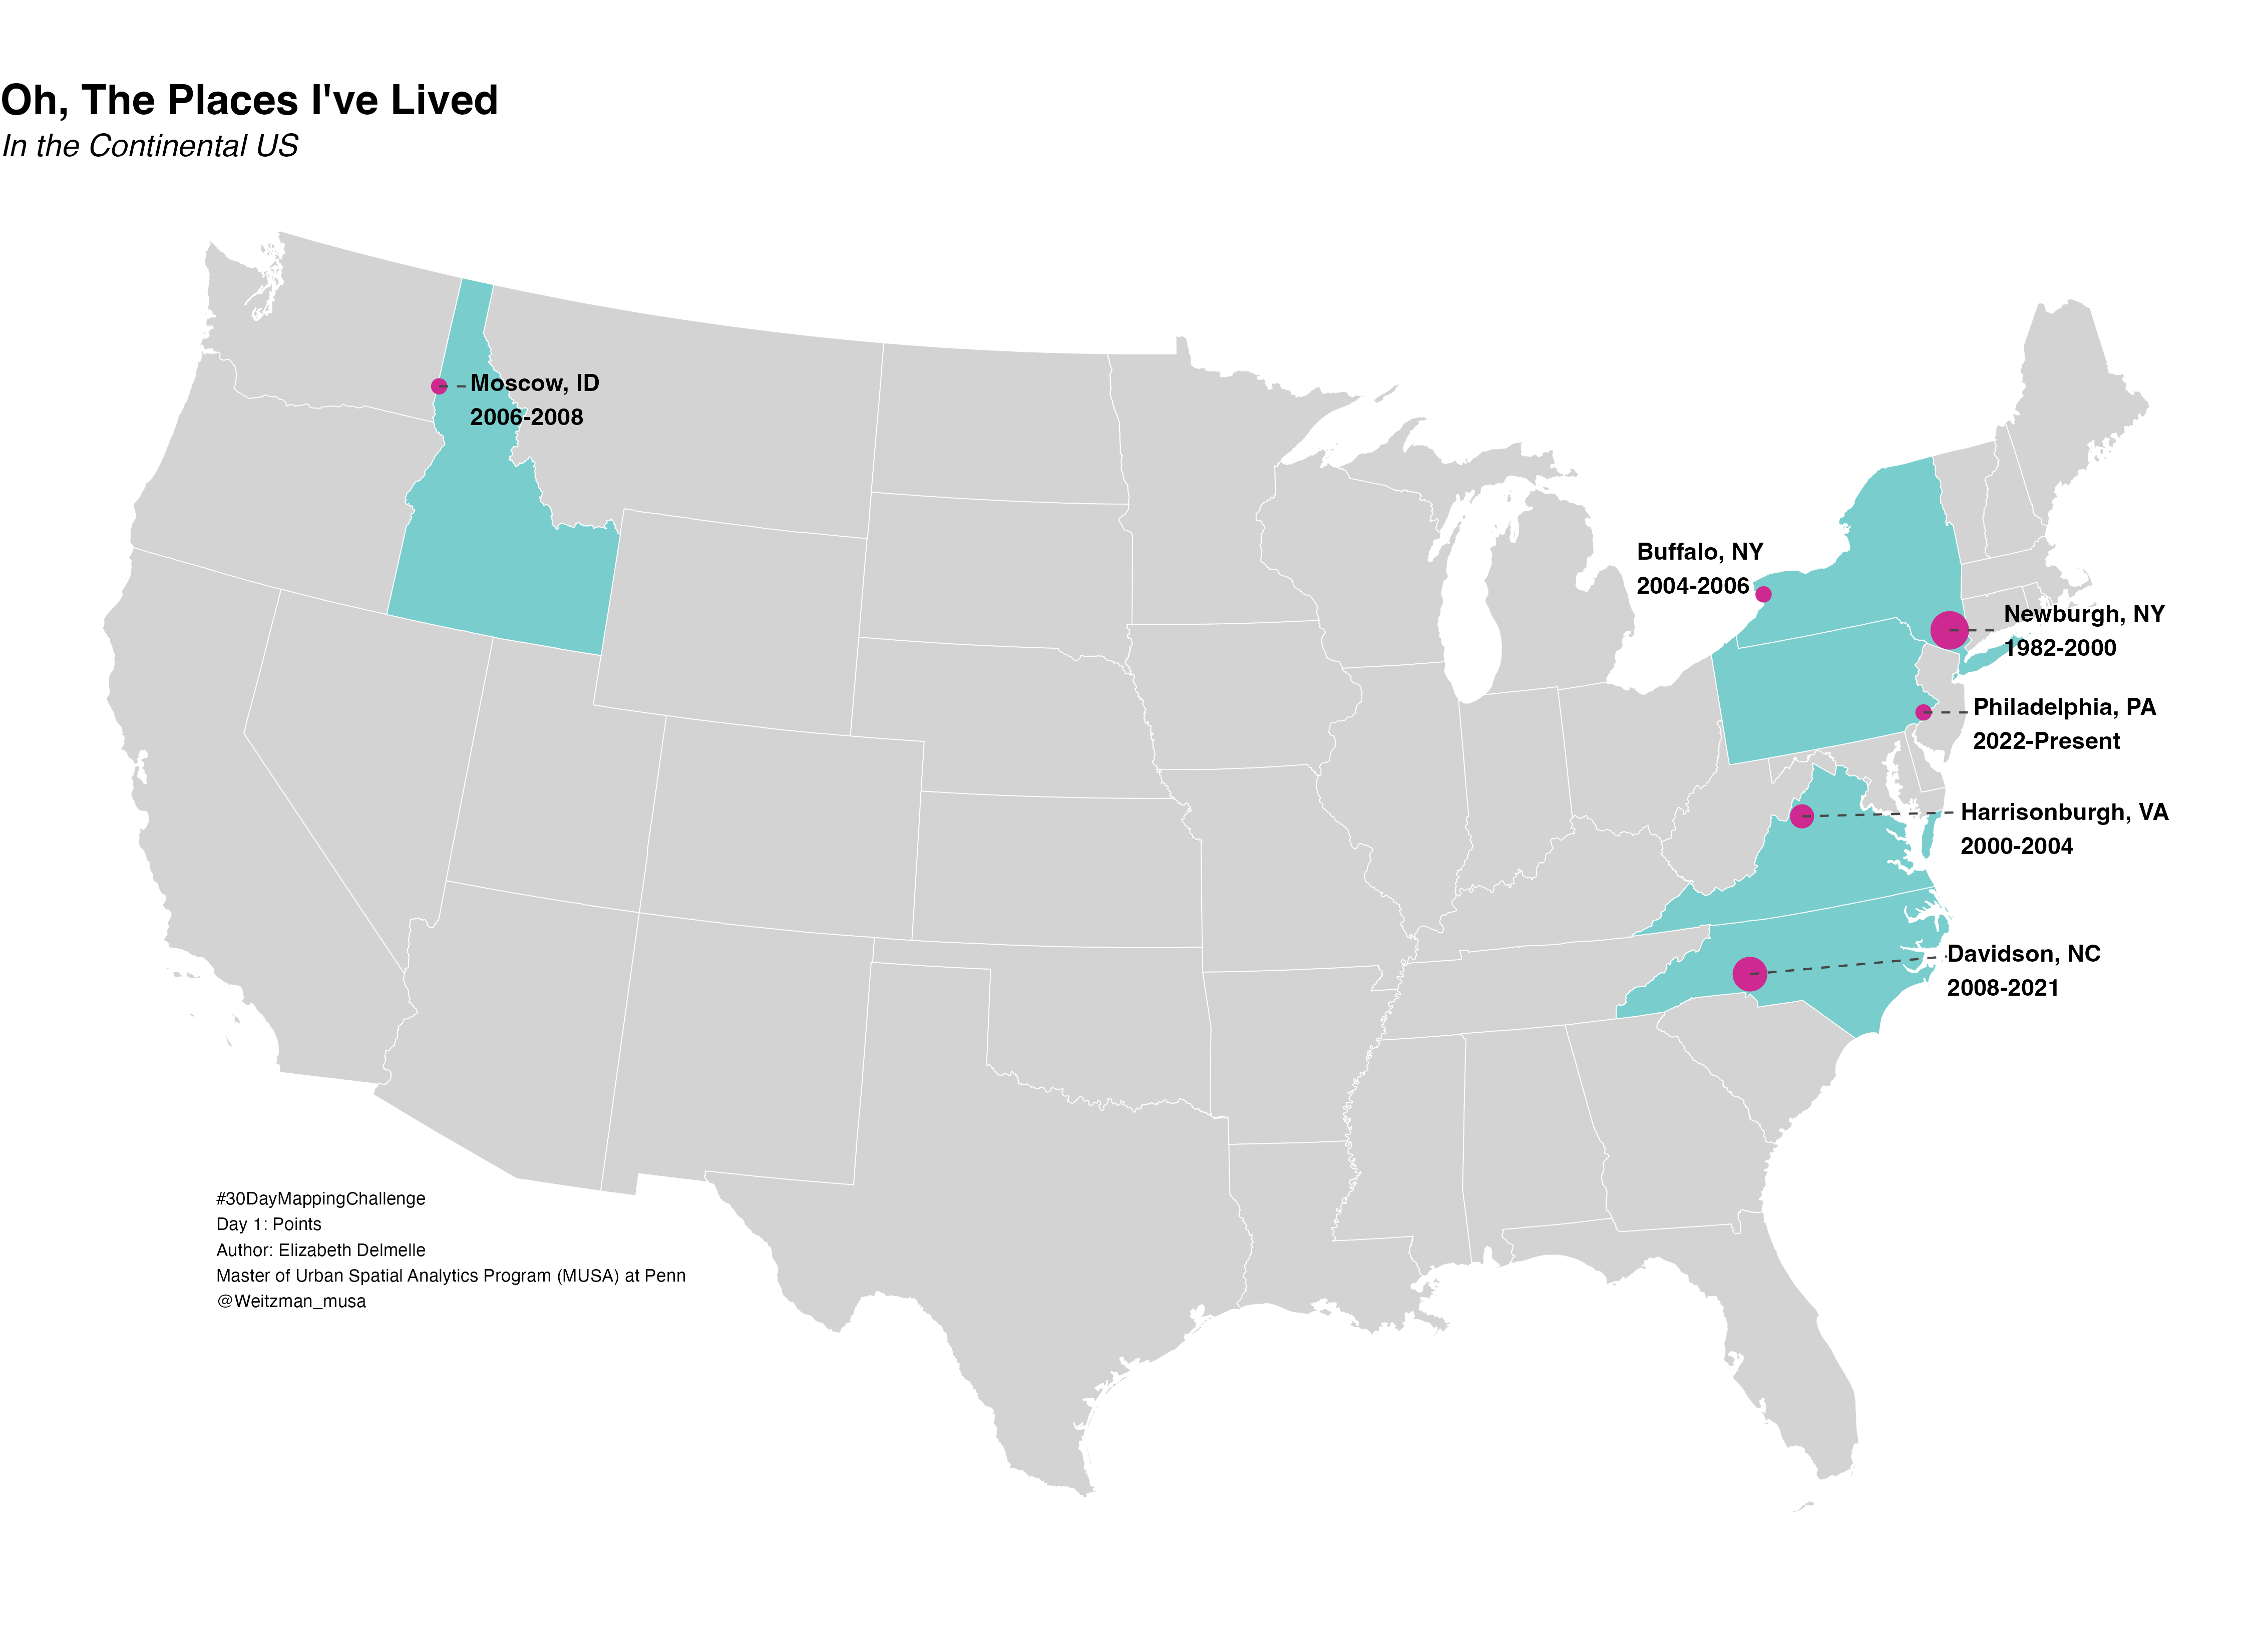 Oh, The Places I've Lived
In the Continental US
Moscow, ID
2006-2008
Buffalo, NY
2004-2006
Newburgh, NY
1982-2000
Philadelphia, PA
2022-Present
Harrisonburgh, VA
2000-2004
Davidson, NC
2008-2021
#30DayMappingChallenge
Day 1: Points
Author: Elizabeth Delmelle
Master of Urban Spatial Analytics Program (MUSA) at Penn
@Weitzman_musa